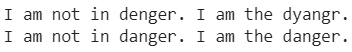 I am not in denger. I am the dyangr.
I am not in danger. I am the danger.